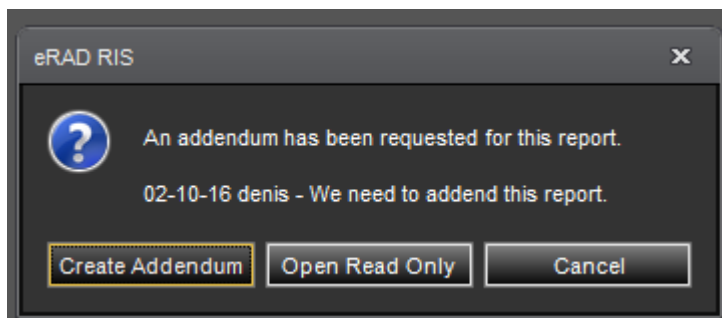 eRAD RIS
An addendum has been requested for this report.
02-10-16 denis - We need to addend this report.
Create Addendum
Open Read Only
Cancel